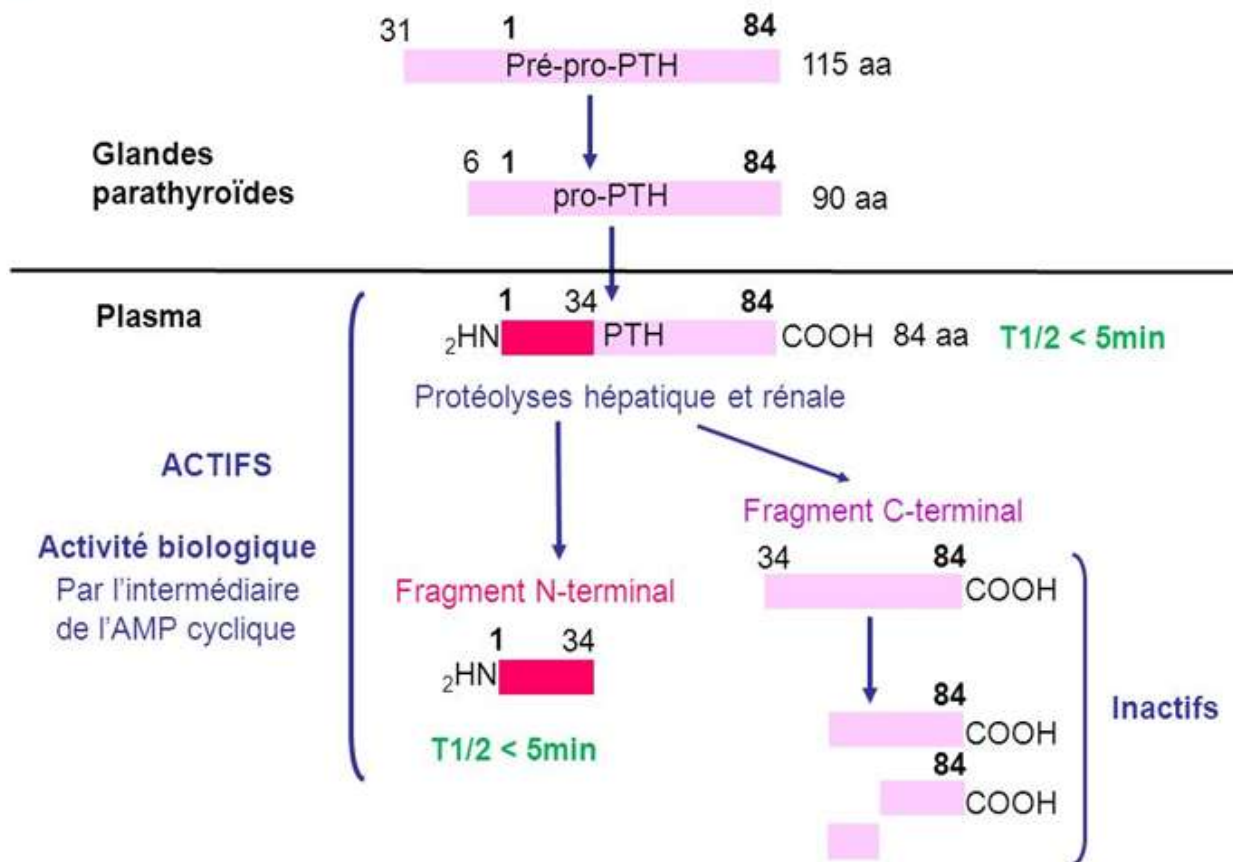 31 1 84
Pré-pro-PTH 115 aa
Glandes
parathyroïdes
6 1 84
pro-PTH 90 aa
Plasma
1 34 84
₂HN PTH COOH 84 aa T1/2 < 5min
Protéolyses hépatique et rénale
ACTIFS
Activité biologique
Par l'intermédiaire
de l'AMP cyclique
Fragment N-terminal
1 34
₂HN
T1/2 < 5min
Fragment C-terminal
34 84
COOH
84
COOH
84
COOH
Inactifs